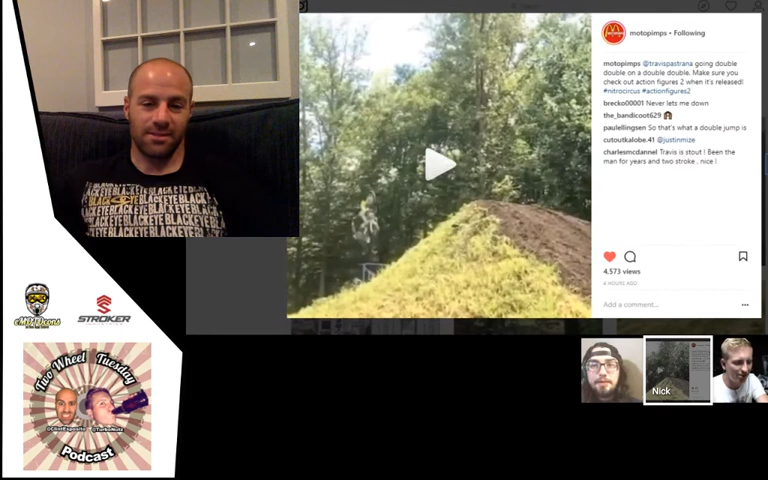 motopimps • Following
motopimps @travispastrana going double
double on a double double. Make sure you
check out action figures 2 when it's released!
#nitrocircus #actionfigures2
brecko00001 Never lets me down
the_bandicoot629
paulellingsen So that's what a double jump is
cutoutkalobe.41 @justinmize
charlesmcdannel Travis is stout ! Been the
man for years and two stroke , nice !
4,573 views
4 HOURS AGO
Add a comment...
BLACKEYE
STROKER
Nick
Two Wheel Tuesday
Podcast